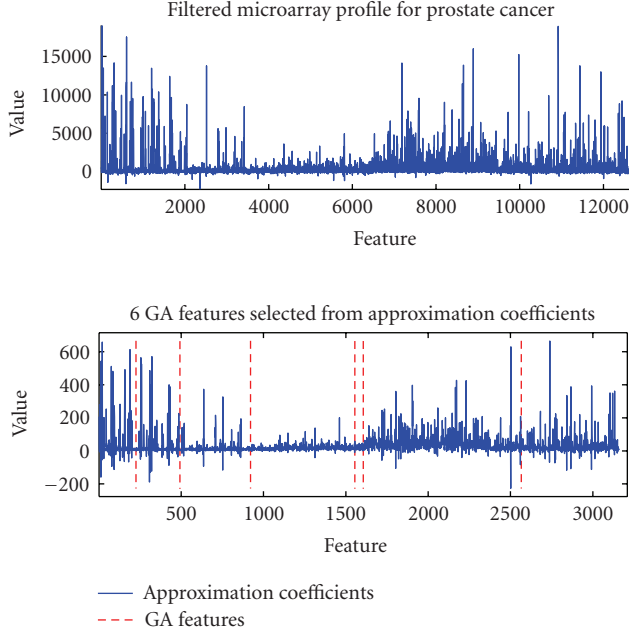 Filtered microarray profile for prostate cancer
15000
10000
5000
0
Value
2000 4000 6000 8000 10000 12000
Feature
6 GA features selected from approximation coefficients
600
400
200
0
−200
Value
500 1000 1500 2000 2500 3000
Feature
Approximation coefficients
GA features